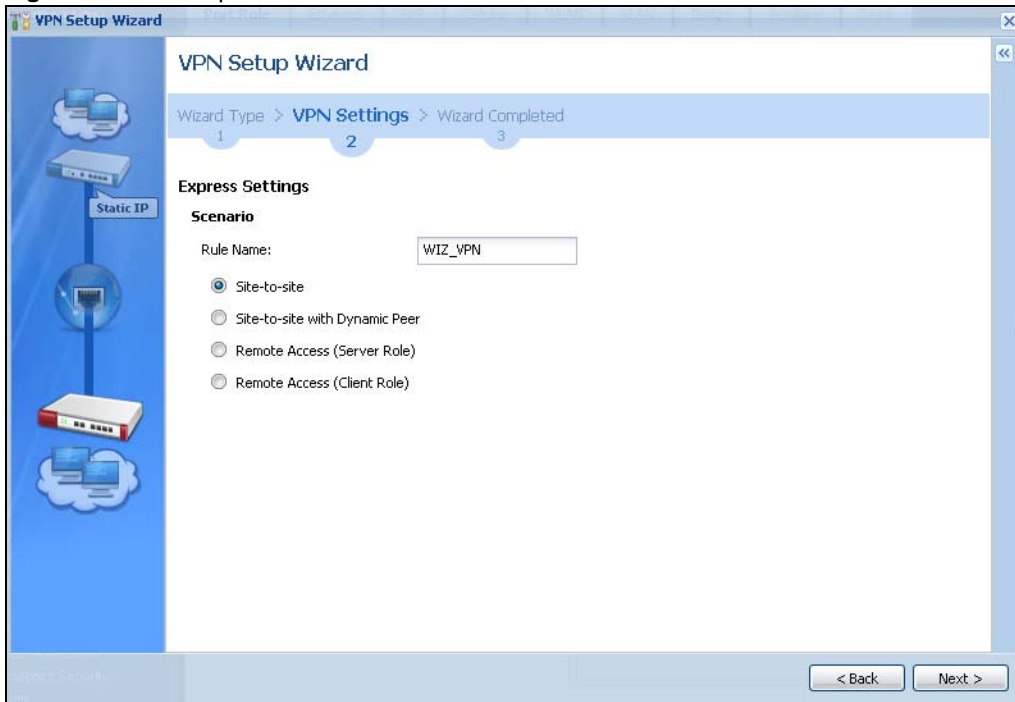 VPN Setup Wizard
Port Role
VPN Setup Wizard
Wizard Type > VPN Settings > Wizard Completed
1 2 3
Static IP
Express Settings
Scenario
Rule Name: WIZ_VPN
Site-to-site
Site-to-site with Dynamic Peer
Remote Access (Server Role)
Remote Access (Client Role)
< Back Next >